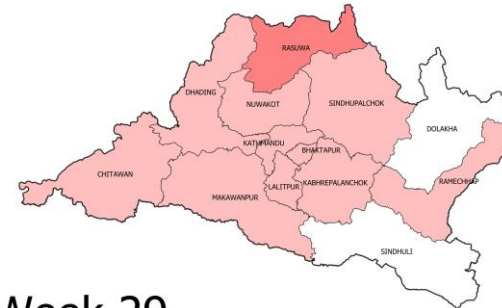 RASUWA
DHADING
NUWAKOT
SINDHUPALCHOK
DOLAKHA
KATHMANDU
BHAKTAPUR
CHITAWAN
LALITPUR
KABHREPALANCHOK
RAMECHHAP
MAKAWANPUR
SINDHULI
Week 29